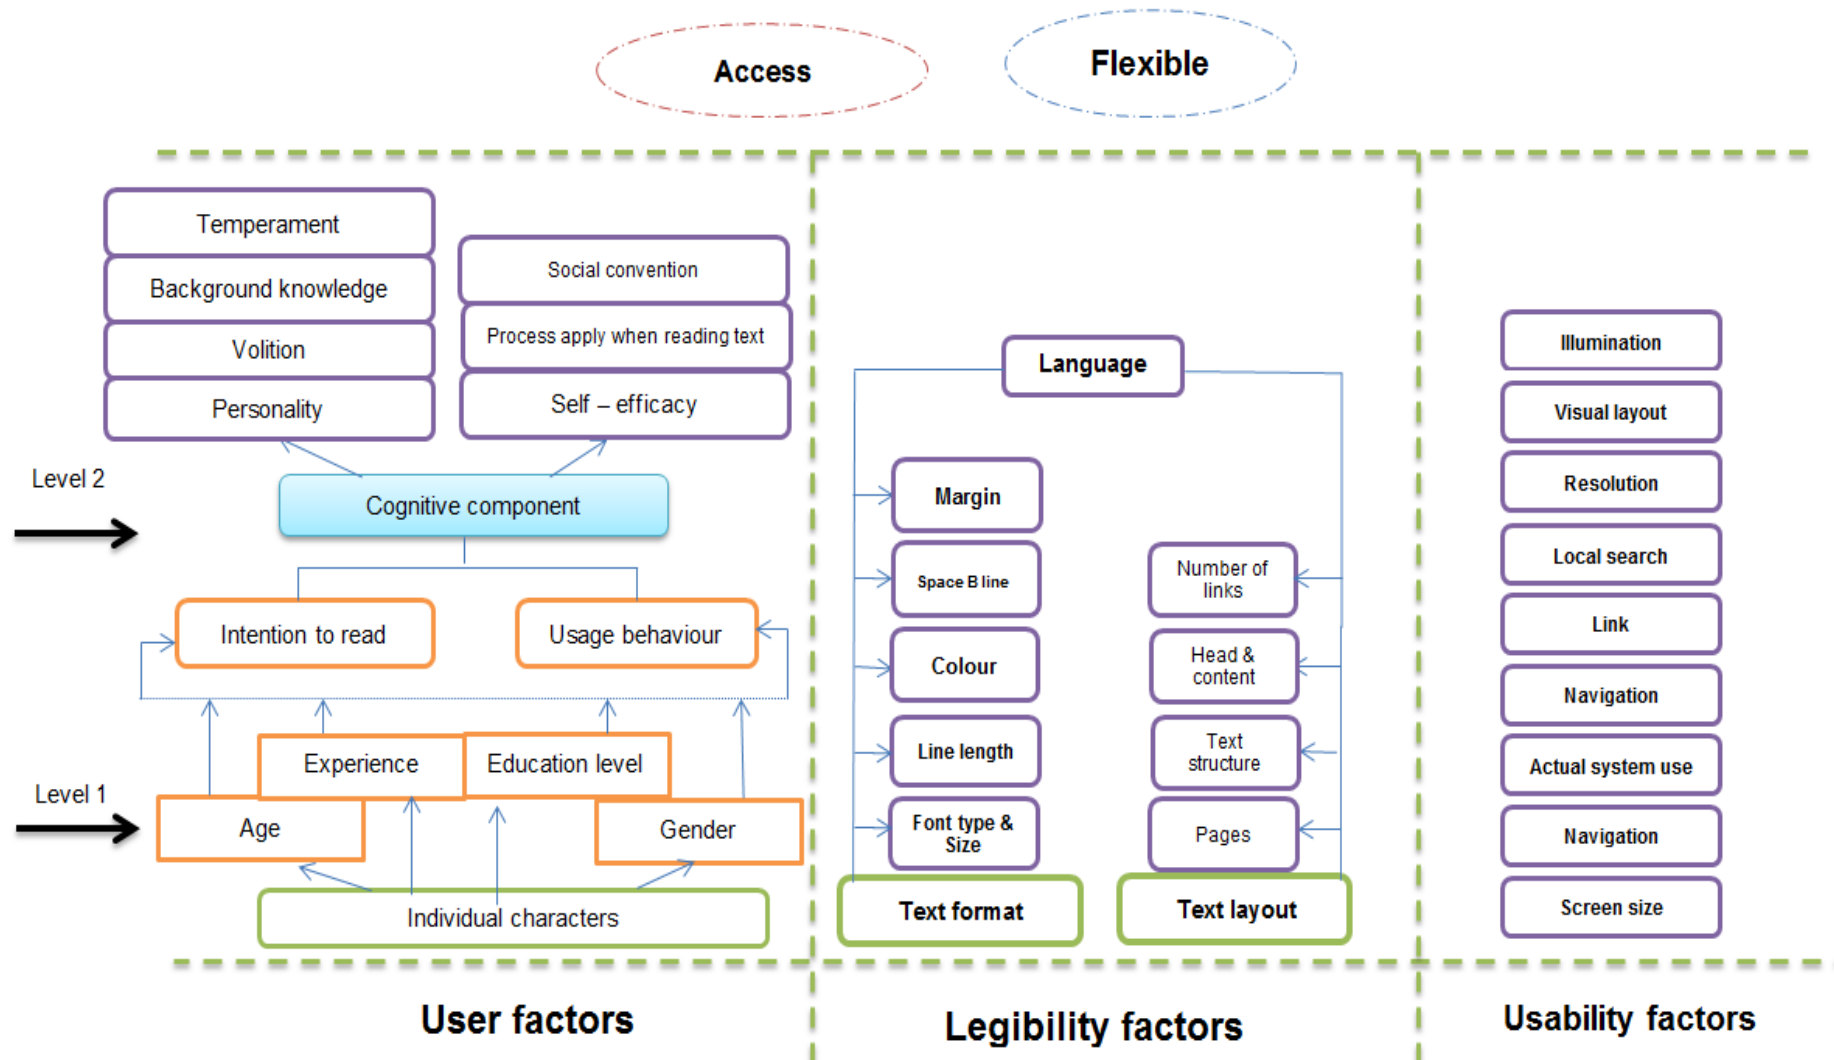 Access
Flexible
Temperament
Background knowledge
Volition
Personality
Social convention
Process apply when reading text
Self – efficacy
Level 2
Cognitive component
Intention to read
Usage behaviour
Experience
Education level
Level 1
Age
Gender
Individual characters
User factors
Language
Margin
Space B line
Colour
Line length
Font type &
Size
Text format
Number of
links
Head &
content
Text
structure
Pages
Text layout
Legibility factors
Illumination
Visual layout
Resolution
Local search
Link
Navigation
Actual system use
Navigation
Screen size
Usability factors